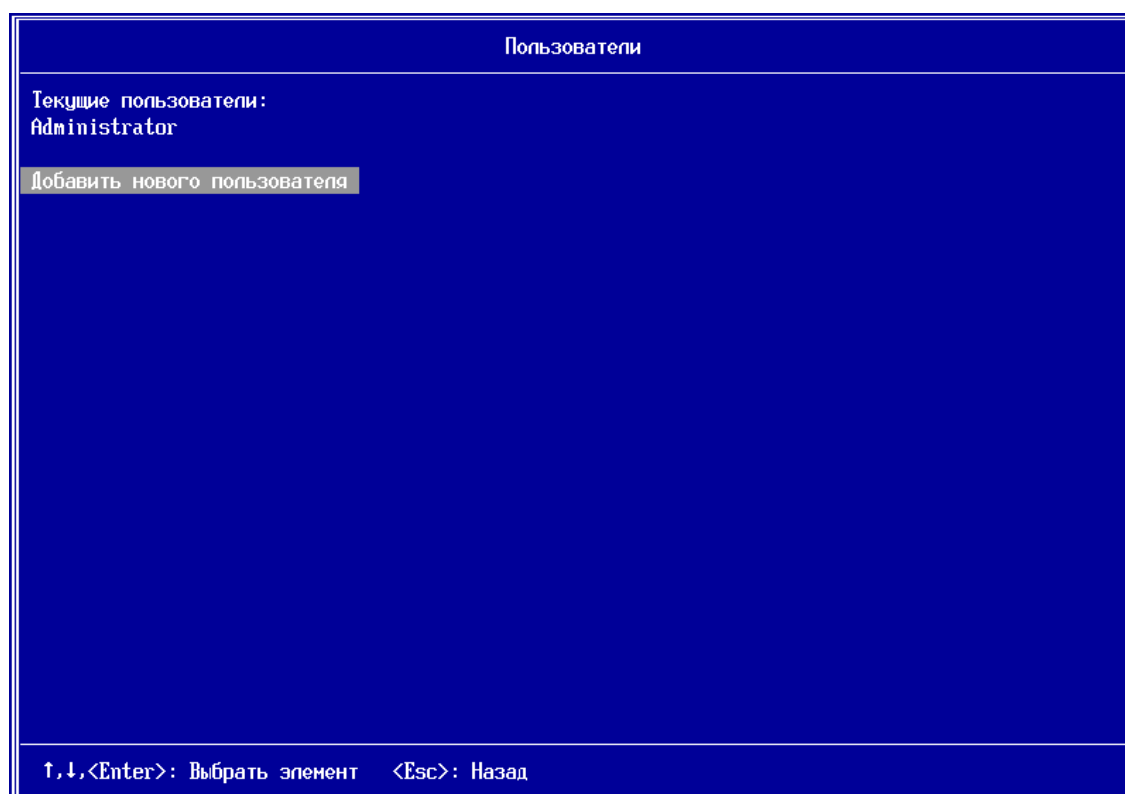 Пользователи
Текущие пользователи:
Administrator
Добавить нового пользователя
↑,↓,<Enter>: Выбрать элемент   <Esc>: Назад